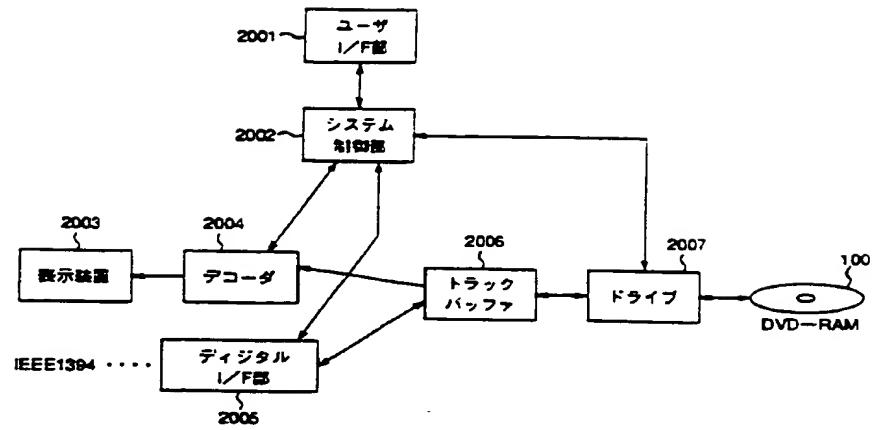 2001
ユーザ
I/F部
2002
システム
制御部
2003
表示装置
2004
デコーダ
2006
トラック
バッファ
2007
ドライブ
100
DVD-RAM
IEEE1394 ····
ディジタル
I/F部
2005